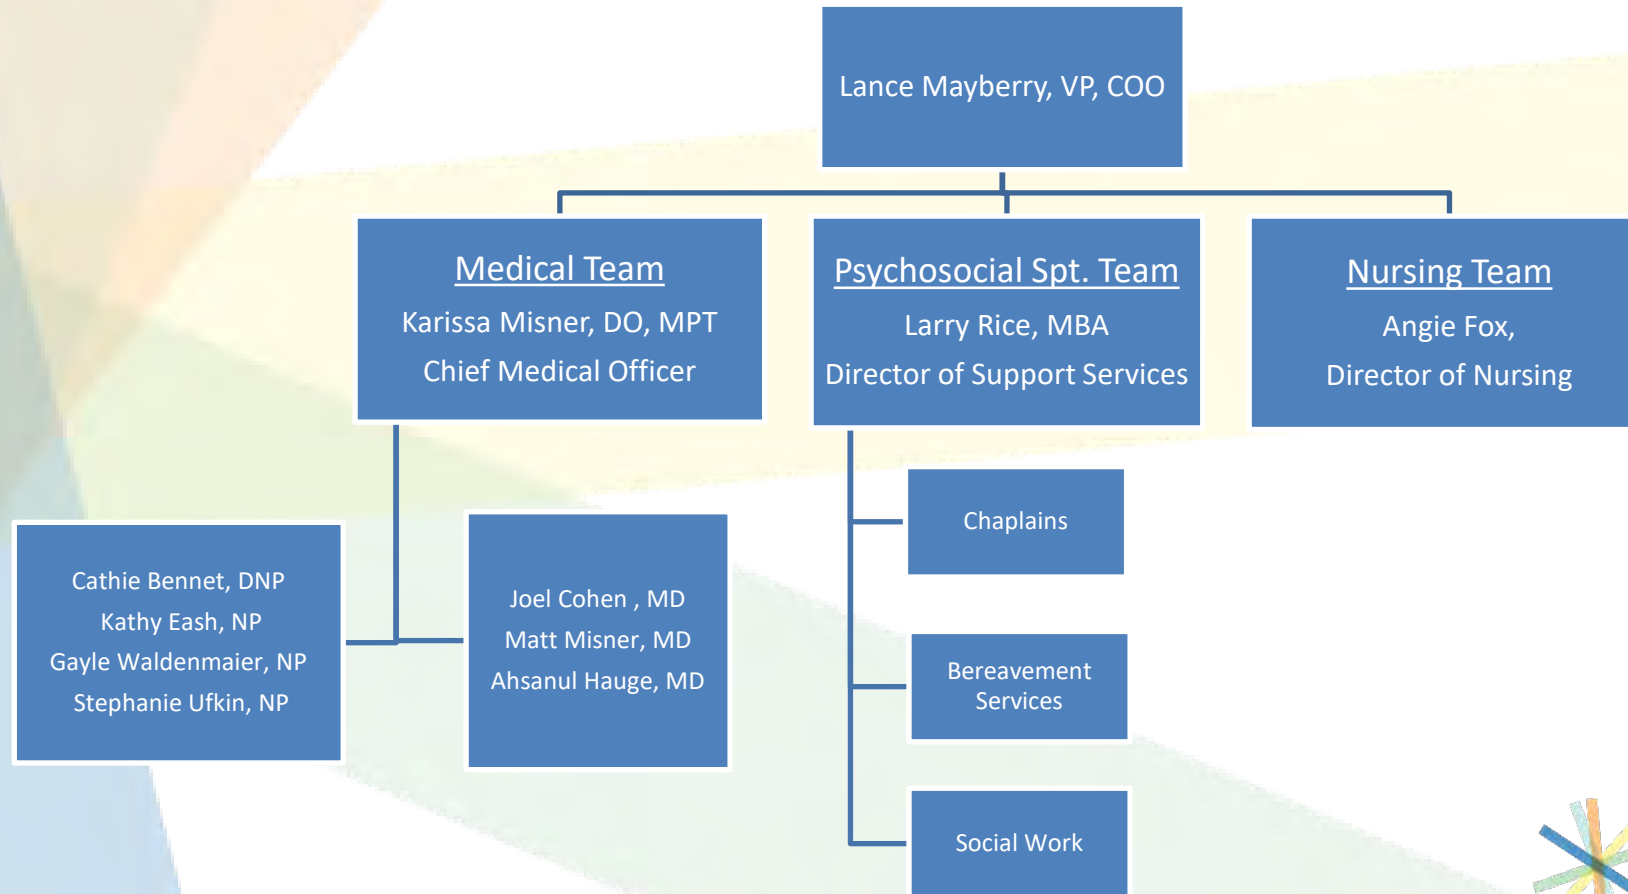 Lance Mayberry, VP, COO
Medical Team
Karissa Misner, DO, MPT
Chief Medical Officer
Psychosocial Spt. Team
Larry Rice, MBA
Director of Support Services
Nursing Team
Angie Fox,
Director of Nursing
Cathie Bennet, DNP
Kathy Eash, NP
Gayle Waldenmaier, NP
Stephanie Ufkin, NP
Joel Cohen , MD
Matt Misner, MD
Ahsanul Hauge, MD
Chaplains
Bereavement
Services
Social Work